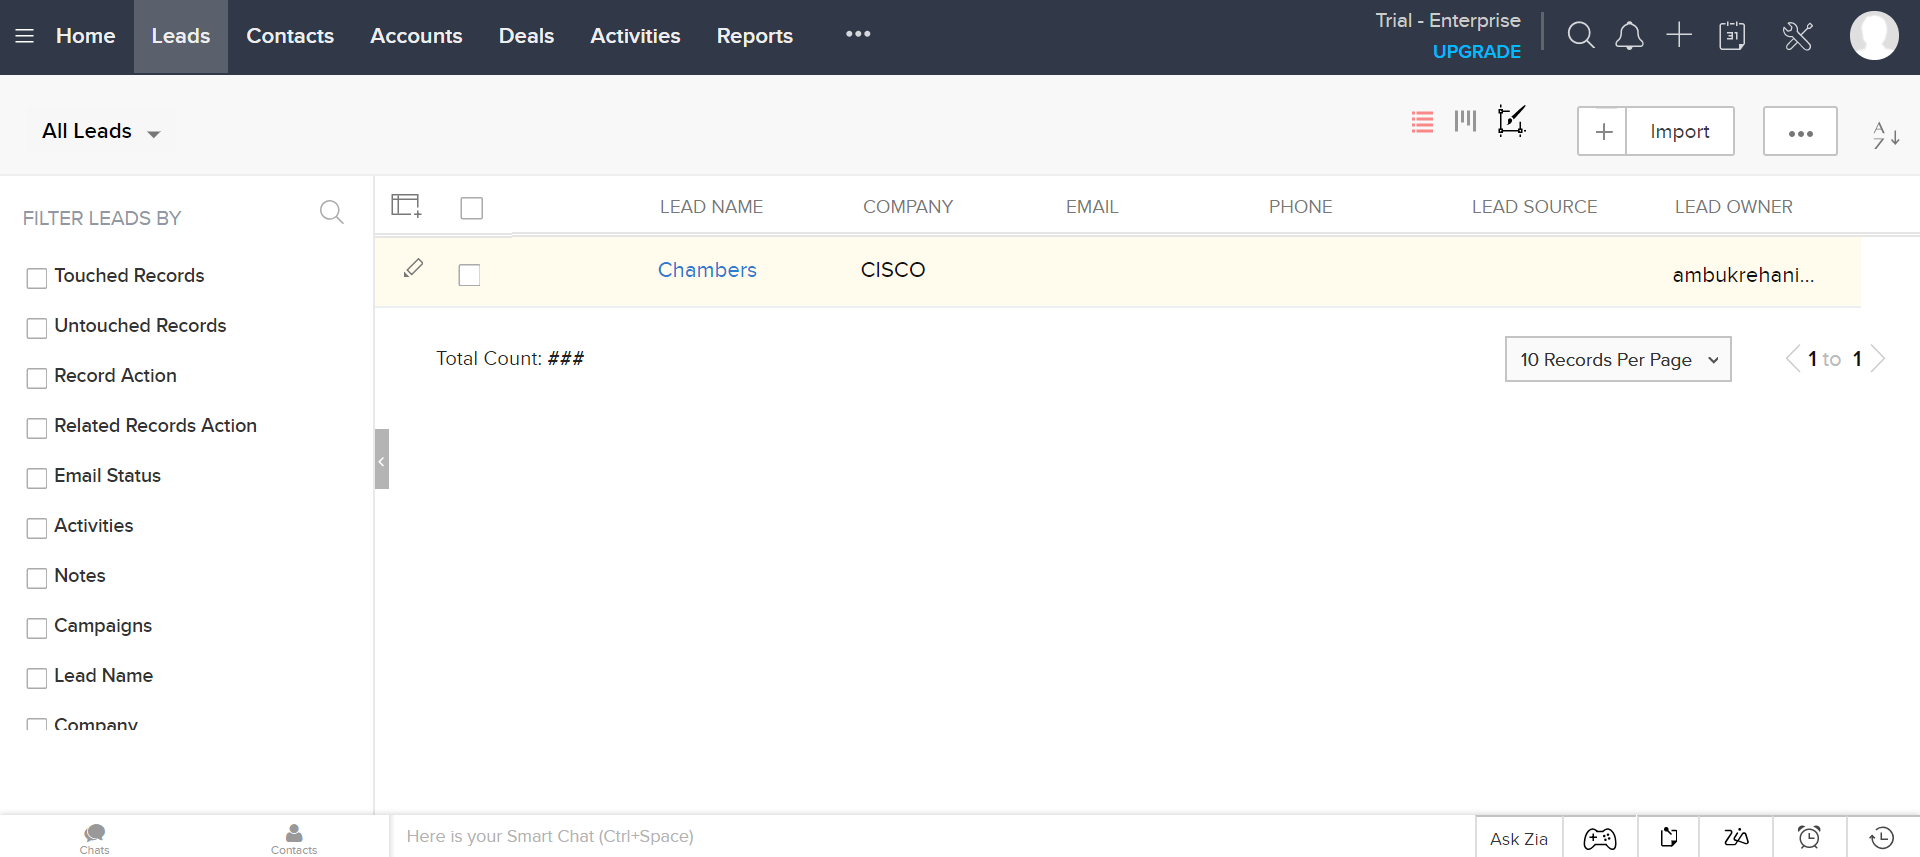 Home Leads Contacts Accounts Deals Activities Reports ••• Trial - Enterprise
UPGRADE
31
All Leads
Import
A
Z
FILTER LEADS BY
LEAD NAME COMPANY EMAIL PHONE LEAD SOURCE LEAD OWNER
Chambers CISCO ambukrehani...
Touched Records
Untouched Records
Record Action
Related Records Action
Email Status
Activities
Notes
Campaigns
Lead Name
Company
Total Count: ### 10 Records Per Page 1 to 1
Chats
Contacts
Here is your Smart Chat (Ctrl+Space)
Ask Zia